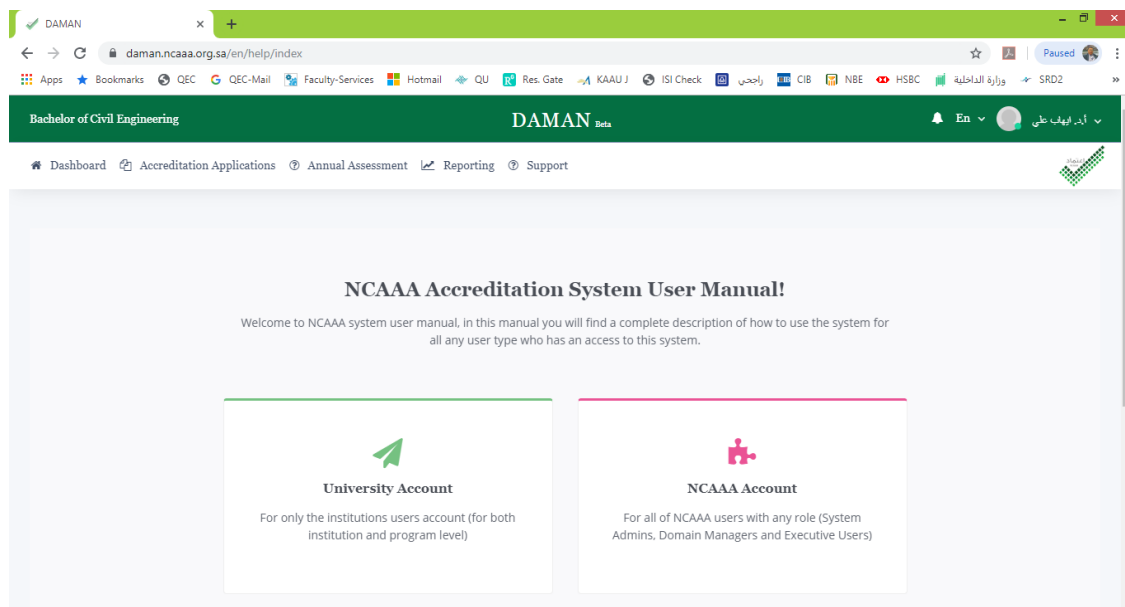 DAMAN
daman.ncaaa.org.sa/en/help/index
Paused
Apps Bookmarks QEC QEC-Mail Faculty-Services Hotmail QU Res. Gate KAAU J ISI Check راجحي CIB NBE HSBC وزارة الداخلية SRD2 »
Bachelor of Civil Engineering DAMAN Beta En أ.د. ايهاب على
Dashboard Accreditation Applications Annual Assessment Reporting Support
NCAAA Accreditation System User Manual!
Welcome to NCAAA system user manual, in this manual you will find a complete description of how to use the system for
all any user type who has an access to this system.
University Account
For only the institutions users account (for both
institution and program level)
NCAAA Account
For all of NCAAA users with any role (System
Admins, Domain Managers and Executive Users)